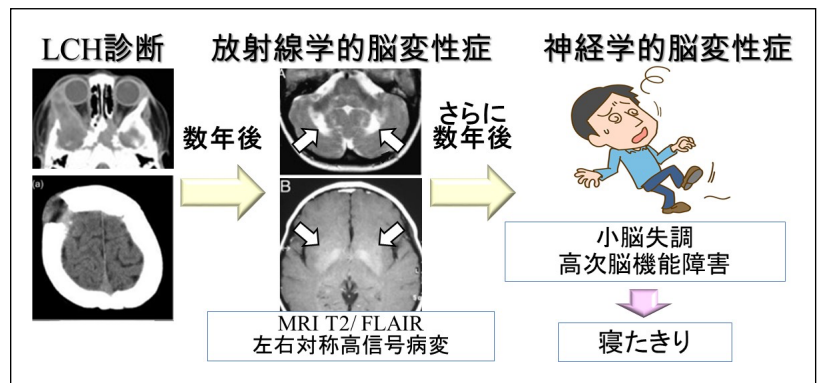 LCH診断
放射線学的脳変性症
神経学的脳変性症
数年後
さらに
数年後
(a)
A
B
小脳失調
高次脳機能障害
MRI T2/ FLAIR
左右対称高信号病変
寝たきり